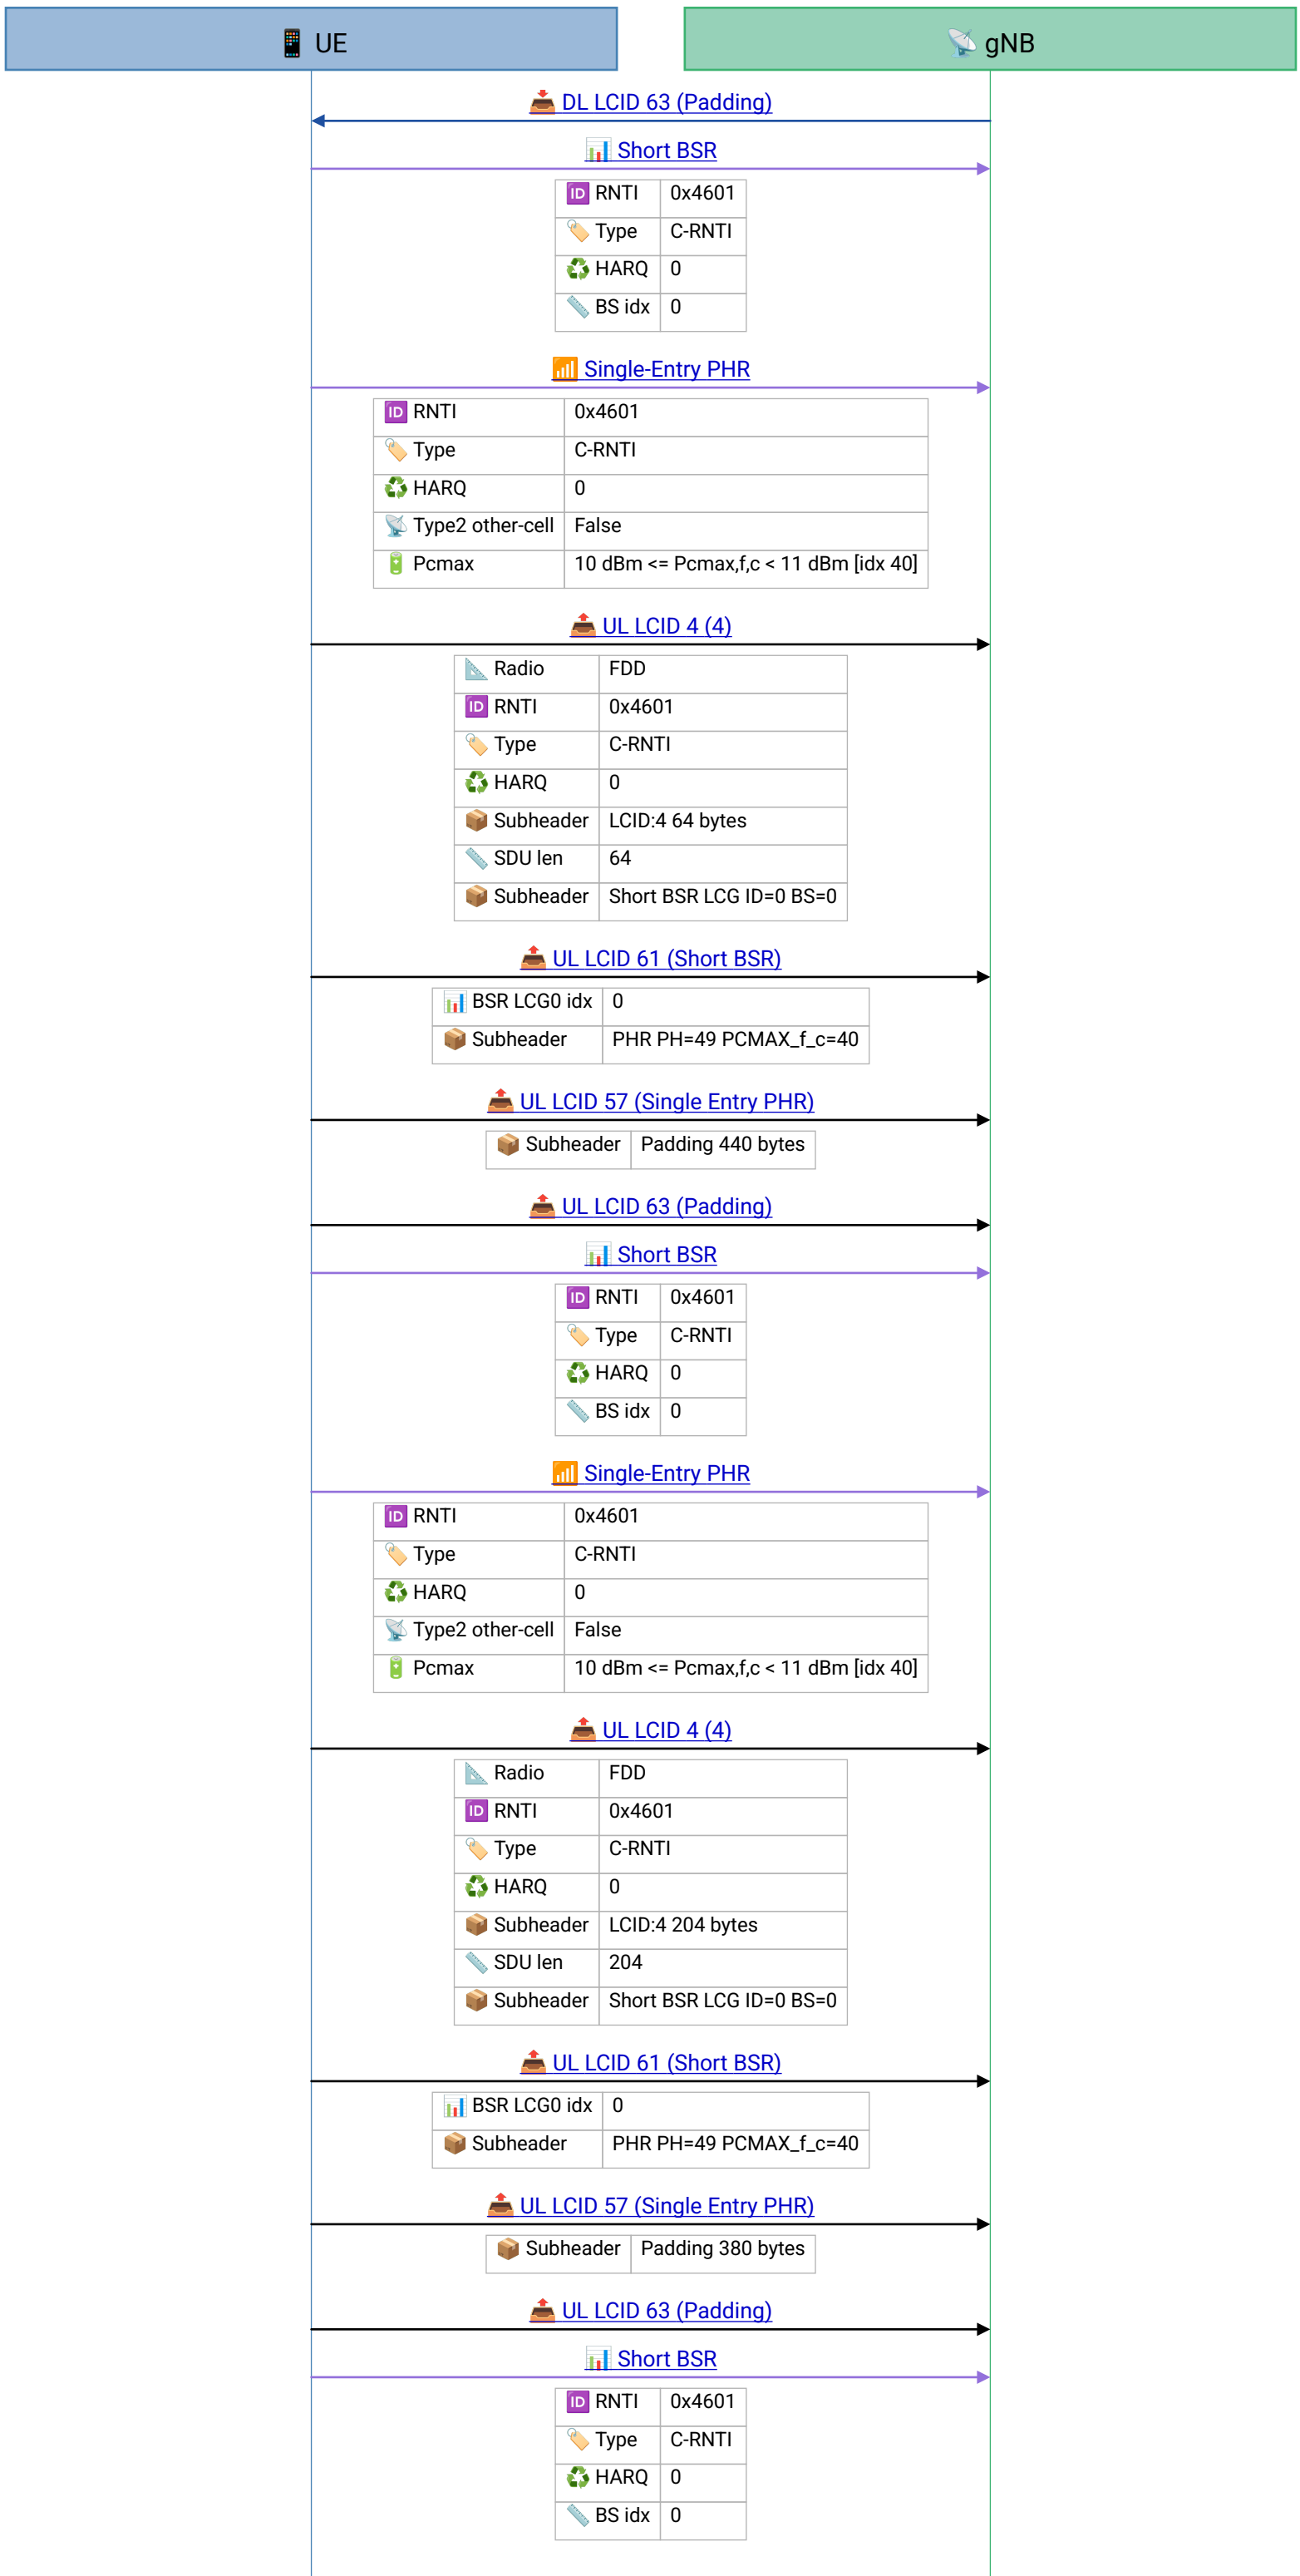 UE
gNB
DL LCID 63 (Padding)
Short BSR
RNTI 0x4601
Type C-RNTI
HARQ 0
BS idx 0
Single-Entry PHR
RNTI 0x4601
Type C-RNTI
HARQ 0
Type2 other-cell False
Pcmax 10 dBm <= Pcmax,f,c < 11 dBm [idx 40]
UL LCID 4 (4)
Radio FDD
RNTI 0x4601
Type C-RNTI
HARQ 0
Subheader LCID:4 64 bytes
SDU len 64
Subheader Short BSR LCG ID=0 BS=0
UL LCID 61 (Short BSR)
BSR LCG0 idx 0
Subheader PHR PH=49 PCMAX_f_c=40
UL LCID 57 (Single Entry PHR)
Subheader Padding 440 bytes
UL LCID 63 (Padding)
Short BSR
RNTI 0x4601
Type C-RNTI
HARQ 0
BS idx 0
Single-Entry PHR
RNTI 0x4601
Type C-RNTI
HARQ 0
Type2 other-cell False
Pcmax 10 dBm <= Pcmax,f,c < 11 dBm [idx 40]
UL LCID 4 (4)
Radio FDD
RNTI 0x4601
Type C-RNTI
HARQ 0
Subheader LCID:4 204 bytes
SDU len 204
Subheader Short BSR LCG ID=0 BS=0
UL LCID 61 (Short BSR)
BSR LCG0 idx 0
Subheader PHR PH=49 PCMAX_f_c=40
UL LCID 57 (Single Entry PHR)
Subheader Padding 380 bytes
UL LCID 63 (Padding)
Short BSR
RNTI 0x4601
Type C-RNTI
HARQ 0
BS idx 0